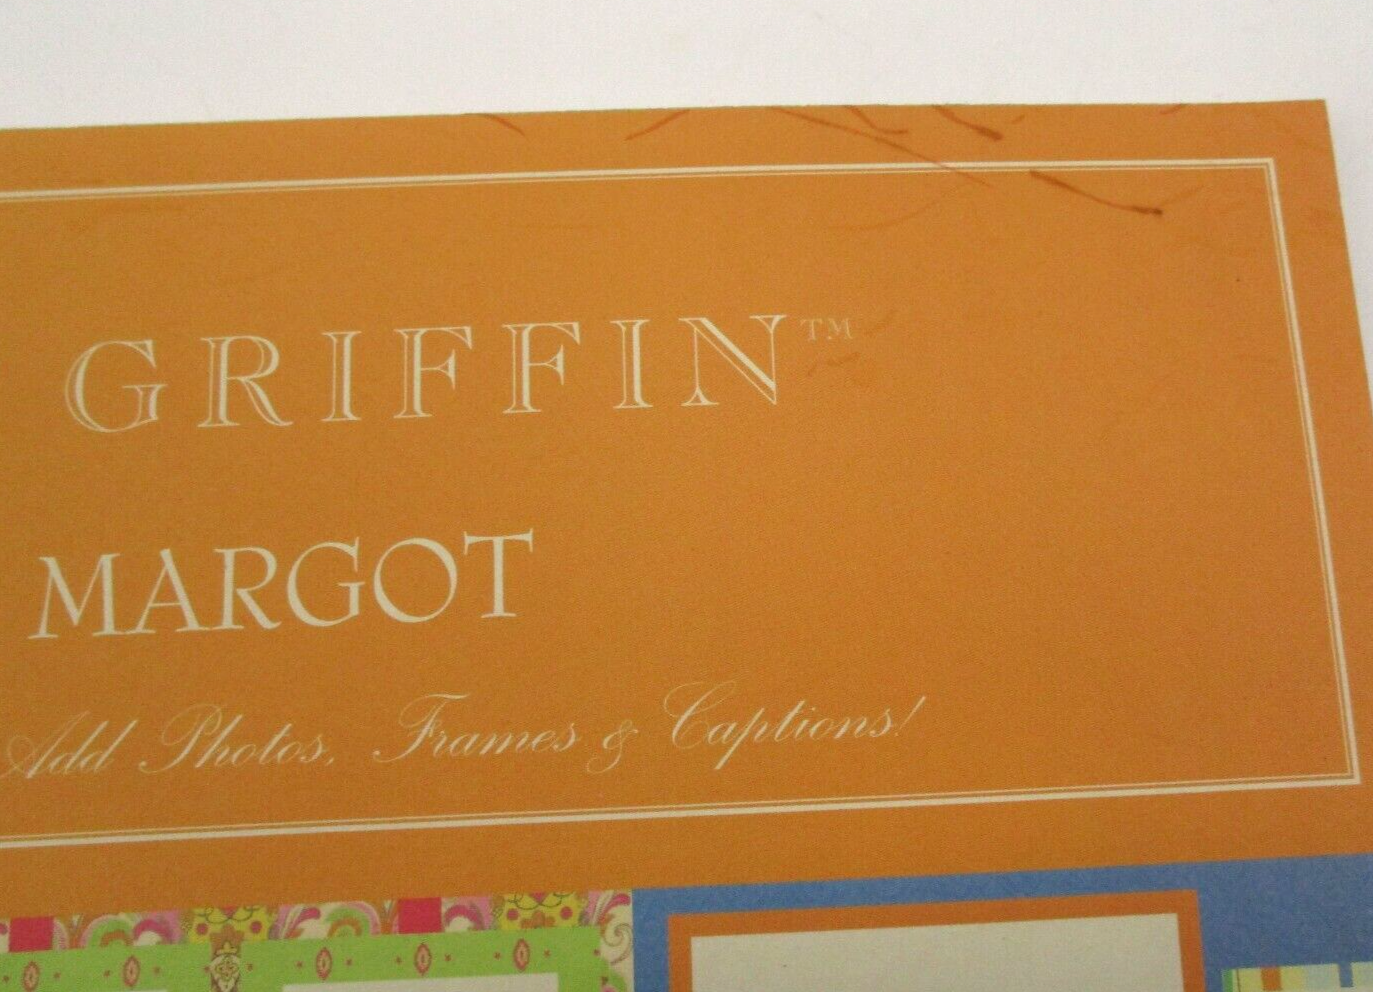 GRIFFIN™
MARGOT
Add Photos, Frames & Captions!